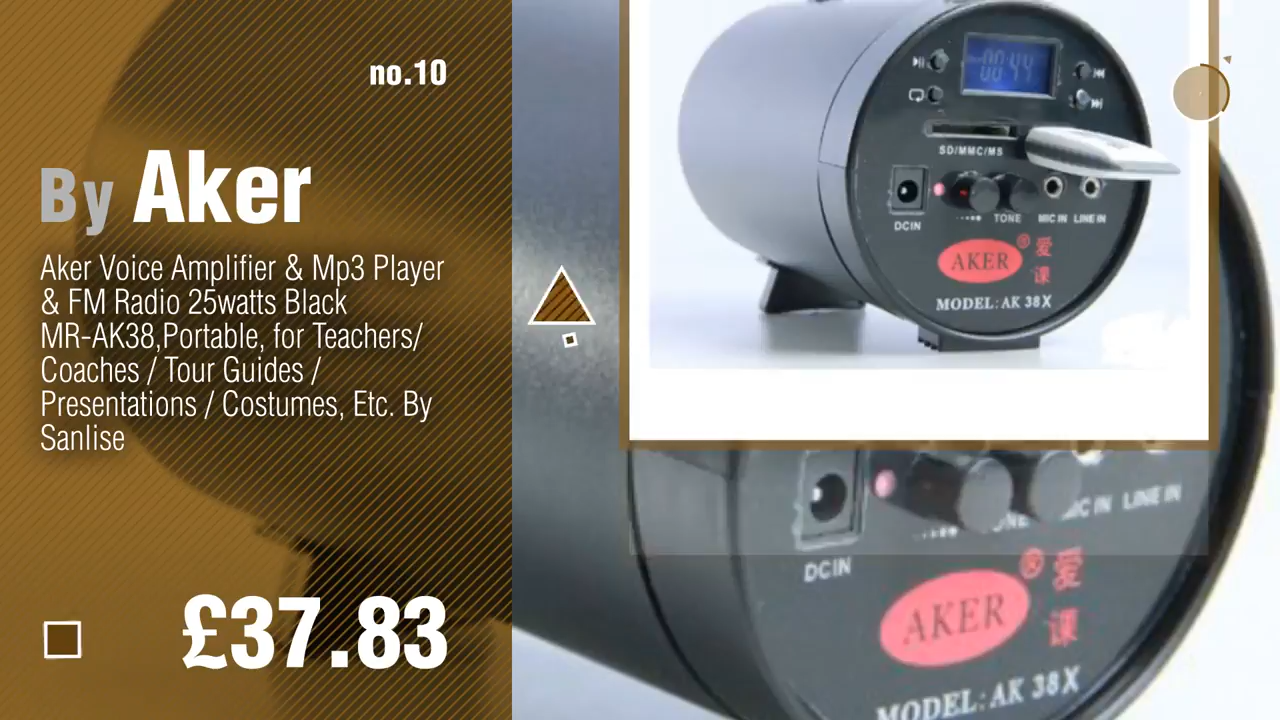 no.10
By Aker
Aker Voice Amplifier & Mp3 Player
& FM Radio 25watts Black
MR-AK38,Portable, for Teachers/
Coaches / Tour Guides /
Presentations / Costumes, Etc. By
Sanlise
£37.83
SD/MMC/MS
DCIN
TONE
MIC IN
LINE IN
AKER
®
爱
课
MODEL: AK 38X
LINE IN
DCIN
AKER
®
爱
课
MODEL: AK 38X